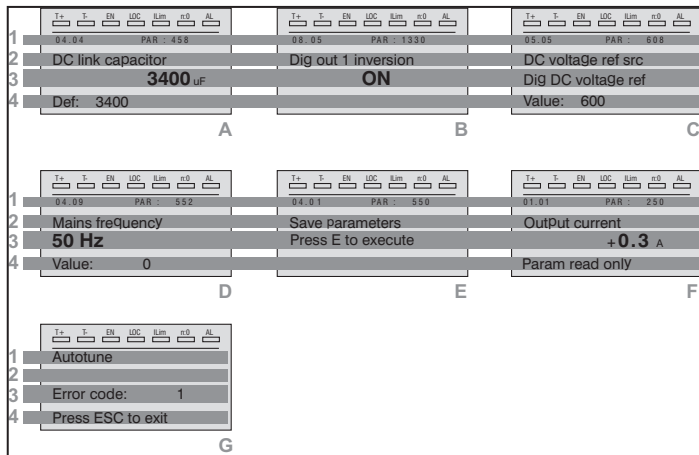 T+ T- EN LOC ILim n:0 AL
1 04.04 PAR : 458
2 DC link capacitor
3 3400 uF
4 Def: 3400
A
T+ T- EN LOC ILim n:0 AL
08.05 PAR : 1330
Dig out 1 inversion
ON
B
T+ T- EN LOC ILim n:0 AL
05.05 PAR : 608
DC voltage ref src
Dig DC voltage ref
Value: 600
C
T+ T- EN LOC ILim n:0 AL
1 04.09 PAR : 552
2 Mains frequency
3 50 Hz
4 Value: 0
D
T+ T- EN LOC ILim n:0 AL
04.01 PAR : 550
Save parameters
Press E to execute
E
T+ T- EN LOC ILim n:0 AL
01.01 PAR : 250
Output current
+0.3 A
Param read only
F
T+ T- EN LOC ILim n:0 AL
1 Autotune
2
3 Error code: 1
4 Press ESC to exit
G